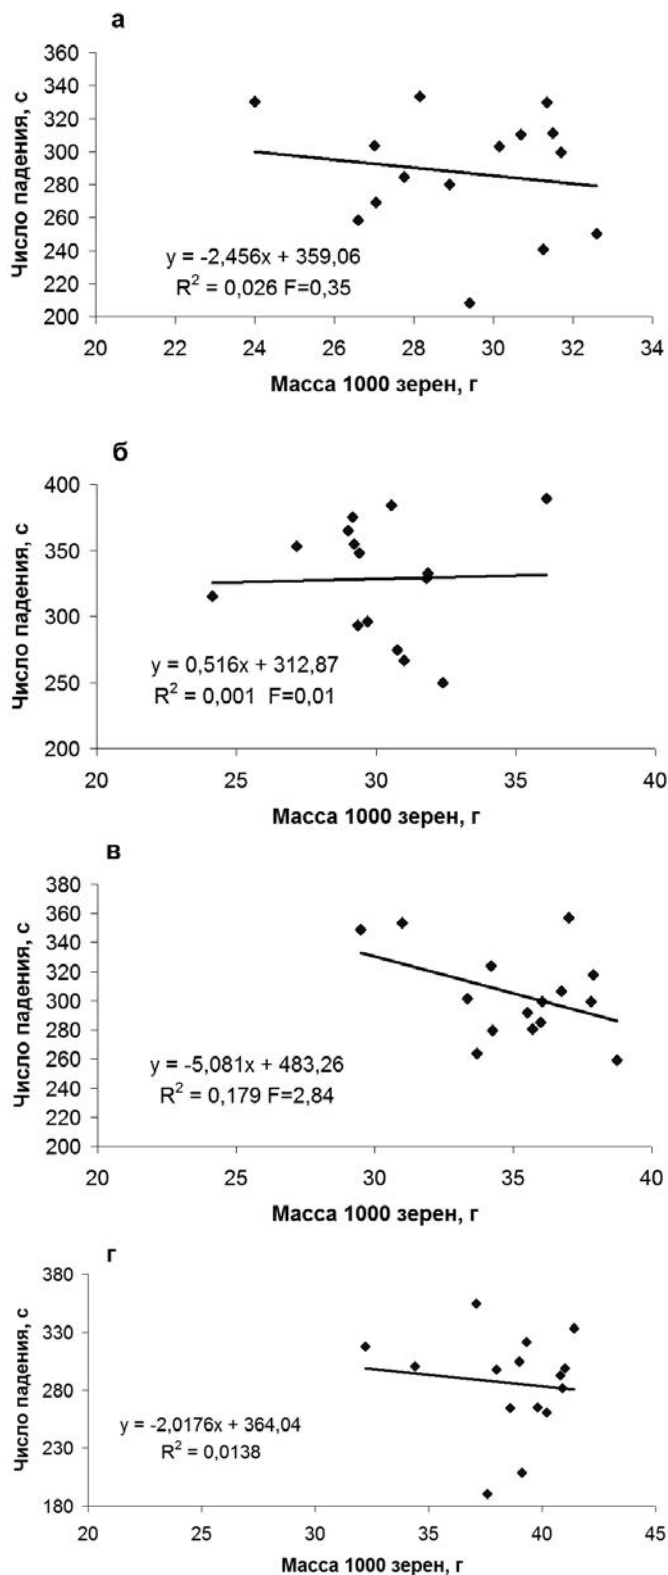 а
Число падения, с
360
340
320
300
280
260
240
220
200
y = -2,456x + 359,06
R² = 0,026 F=0,35
20 22 24 26 28 30 32 34
Масса 1000 зерен, г
б
Число падения, с
400
350
300
250
200
y = 0,516x + 312,87
R² = 0,001 F=0,01
20 25 30 35 40
Масса 1000 зерен, г
в
Число падения, с
380
360
340
320
300
280
260
240
220
200
y = -5,081x + 483,26
R² = 0,179 F=2,84
20 25 30 35 40
Масса 1000 зерен, г
г
Число падения, с
380
330
280
230
180
y = -2,0176x + 364,04
R² = 0,0138
20 25 30 35 40 45
Масса 1000 зерен, г